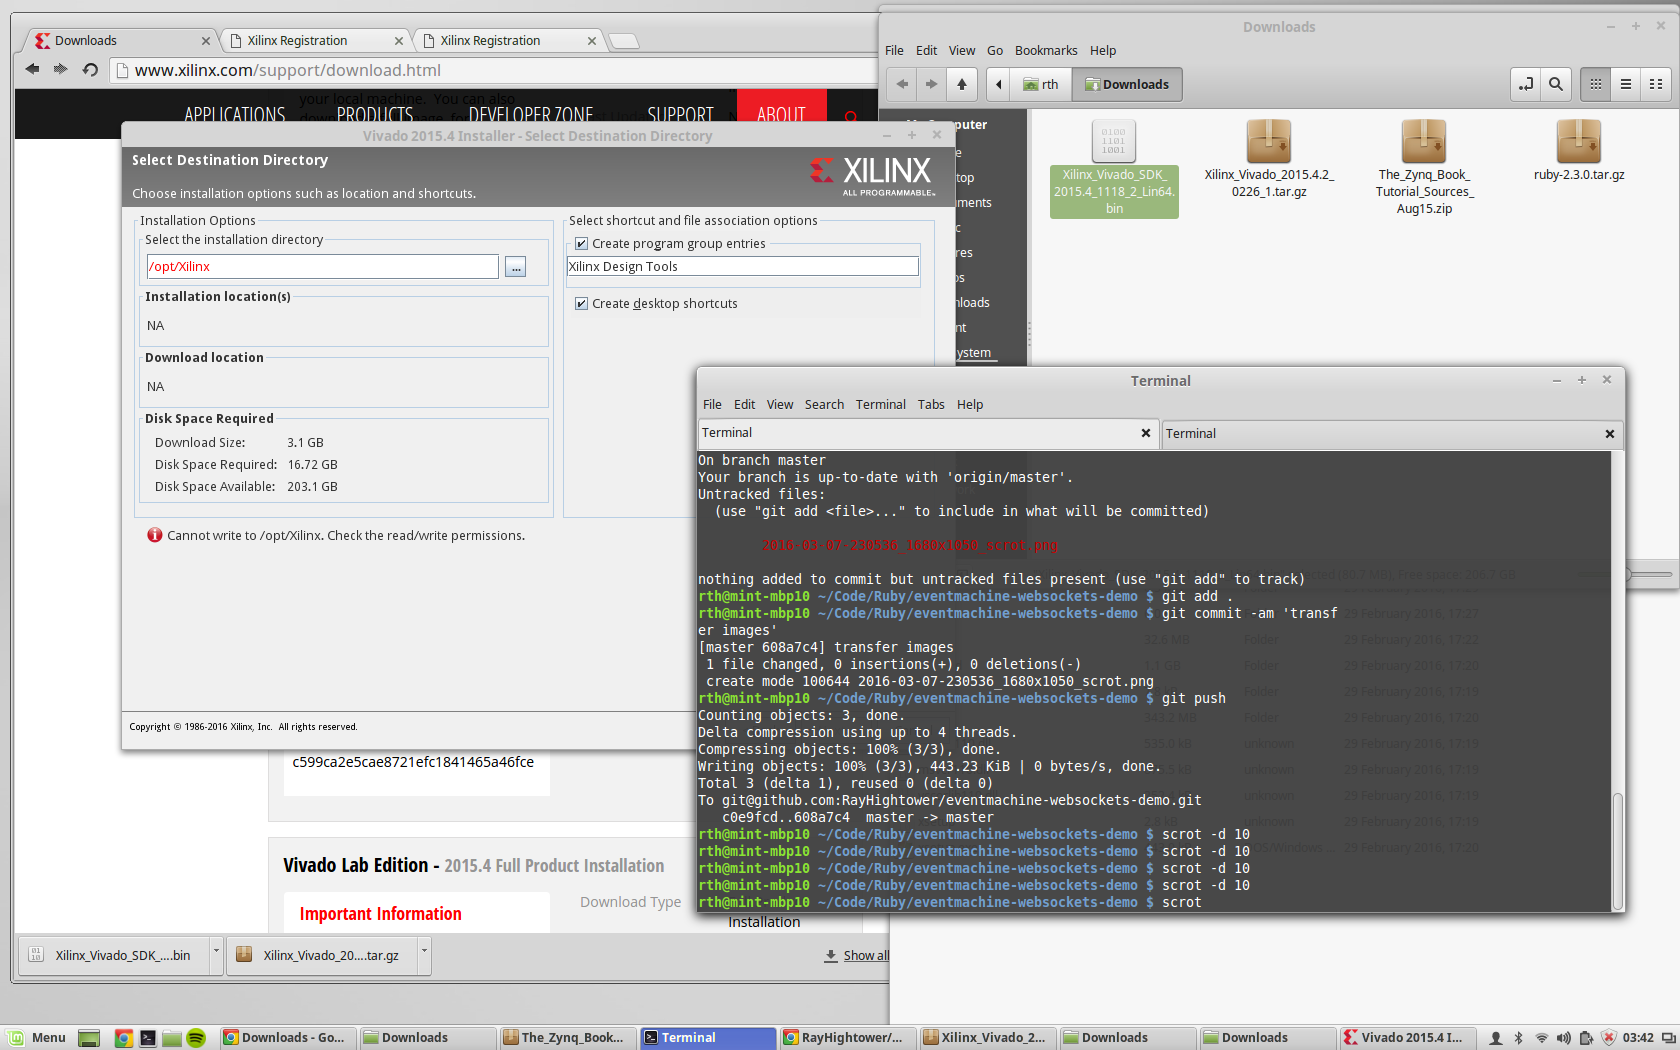 Downloads
Xilinx Registration
Xilinx Registration
www.xilinx.com/support/download.html
your local machine. You can also
APPLICATIONS
PRODUCTS
DEVELOPER ZONE
SUPPORT
ABOUT
Vivado 2015.4 Installer - Select Destination Directory
Select Destination Directory
Choose installation options such as location and shortcuts.
XILINX
ALL PROGRAMMABLE
Installation Options
Select the installation directory
/opt/Xilinx
...
Installation location(s)
NA
Download location
NA
Disk Space Required
Download Size: 3.1 GB
Disk Space Required: 16.72 GB
Disk Space Available: 203.1 GB
Select shortcut and file association options
Create program group entries
Xilinx Design Tools
Create desktop shortcuts
Cannot write to /opt/Xilinx. Check the read/write permissions.
Copyright © 1986-2016 Xilinx, Inc. All rights reserved.
c599ca2e5cae8721efc1841465a46fce
Vivado Lab Edition - 2015.4 Full Product Installation
Important Information
Download Type
Installation
Xilinx_Vivado_SDK_....bin
Xilinx_Vivado_20....tar.gz
Show all
Downloads
File Edit View Go Bookmarks Help
rth
Downloads
Xilinx_Vivado_SDK_
2015.4_1118_2_Lin64.
bin
Xilinx_Vivado_2015.4.2_
0226_1.tar.gz
The_Zynq_Book_
Tutorial_Sources_
Aug15.zip
ruby-2.3.0.tar.gz
Terminal
File Edit View Search Terminal Tabs Help
Terminal
Terminal
On branch master
Your branch is up-to-date with 'origin/master'.
Untracked files:
(use "git add <file>..." to include in what will be committed)
2016-03-07-230536_1680x1050_scrot.png
nothing added to commit but untracked files present (use "git add" to track)
rth@mint-mbp10 ~/Code/Ruby/eventmachine-websockets-demo $ git add .
rth@mint-mbp10 ~/Code/Ruby/eventmachine-websockets-demo $ git commit -am 'transf
er images'
[master 608a7c4] transfer images
1 file changed, 0 insertions(+), 0 deletions(-)
create mode 100644 2016-03-07-230536_1680x1050_scrot.png
rth@mint-mbp10 ~/Code/Ruby/eventmachine-websockets-demo $ git push
Counting objects: 3, done.
Delta compression using up to 4 threads.
Compressing objects: 100% (3/3), done.
Writing objects: 100% (3/3), 443.23 KiB | 0 bytes/s, done.
Total 3 (delta 1), reused 0 (delta 0)
To git@github.com:RayHightower/eventmachine-websockets-demo.git
c0e9fcd..608a7c4 master -> master
rth@mint-mbp10 ~/Code/Ruby/eventmachine-websockets-demo $ scrot -d 10
rth@mint-mbp10 ~/Code/Ruby/eventmachine-websockets-demo $ scrot -d 10
rth@mint-mbp10 ~/Code/Ruby/eventmachine-websockets-demo $ scrot -d 10
rth@mint-mbp10 ~/Code/Ruby/eventmachine-websockets-demo $ scrot -d 10
rth@mint-mbp10 ~/Code/Ruby/eventmachine-websockets-demo $ scrot
Menu
Downloads - Go...
Downloads
The_Zynq_Book...
Terminal
RayHightower/...
Xilinx_Vivado_2...
Downloads
Downloads
Vivado 2015.4 I...
03:42